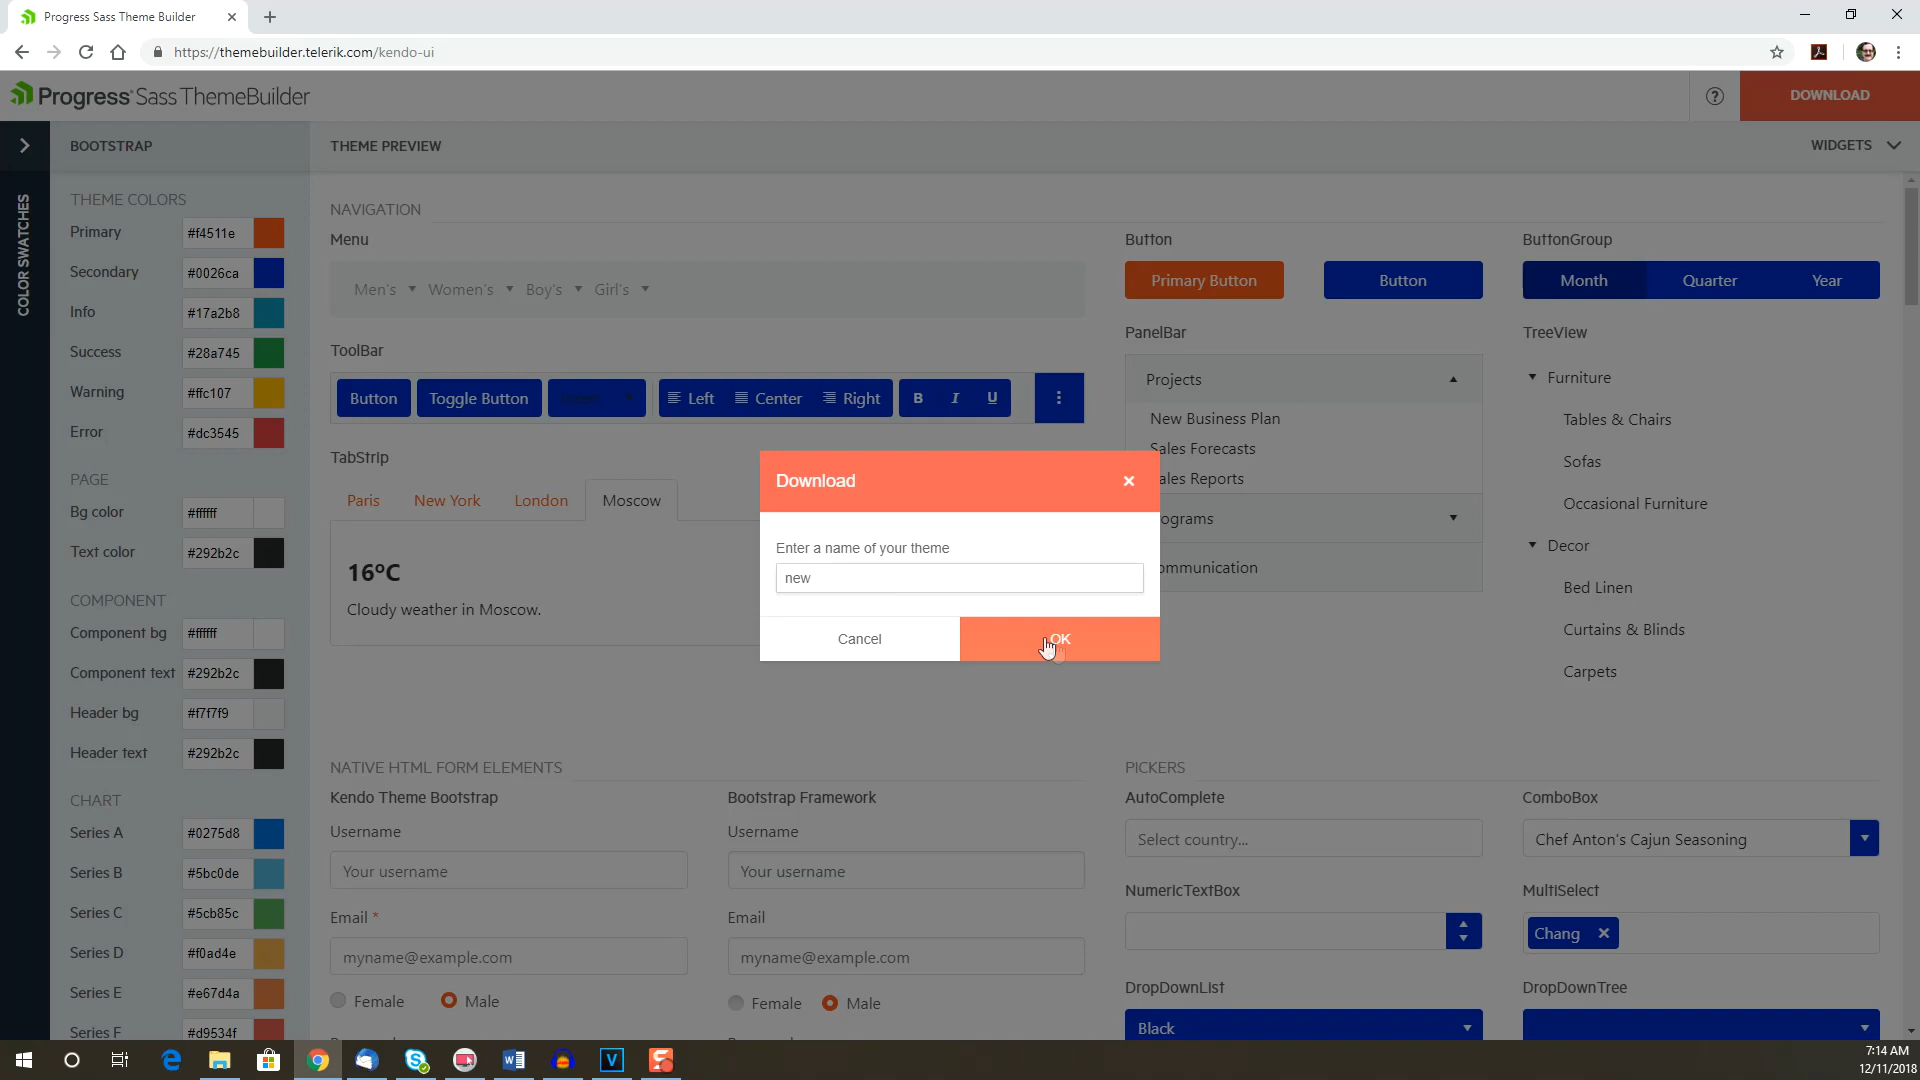 Progress Sass Theme Builder
https://themebuilder.telerik.com/kendo-ui
Progress Sass ThemeBuilder
DOWNLOAD
COLOR SWATCHES
BOOTSTRAP
THEME COLORS
Primary #f4511e
Secondary #0026ca
Info #17a2b8
Success #28a745
Warning #ffc107
Error #dc3545
PAGE
Bg color #ffffff
Text color #292b2c
COMPONENT
Component bg #ffffff
Component text #292b2c
Header bg #f7f7f9
Header text #292b2c
CHART
Series A #0275d8
Series B #5bc0de
Series C #5cb85c
Series D #f0ad4e
Series E #e67d4a
Series F #d9534f
THEME PREVIEW
WIDGETS
NAVIGATION
Menu
Men's Women's Boy's Girl's
ToolBar
Button Toggle Button Left Center Right B I U
TabStrip
Paris New York London Moscow
16ºC
Cloudy weather in Moscow.
Button
Primary Button Button
ButtonGroup
Month Quarter Year
PanelBar
Projects
New Business Plan
Sales Forecasts
ales Reports
ograms
ommunication
TreeView
Furniture
Tables & Chairs
Sofas
Occasional Furniture
Decor
Bed Linen
Curtains & Blinds
Carpets
Download
Enter a name of your theme
new
Cancel OK
NATIVE HTML FORM ELEMENTS
Kendo Theme Bootstrap
Username
Your username
Email *
myname@example.com
Female Male
Bootstrap Framework
Username
Your username
Email
myname@example.com
Female Male
PICKERS
AutoComplete
Select country...
ComboBox
Chef Anton's Cajun Seasoning
NumericTextBox
MultiSelect
Chang
DropDownList
Black
DropDownTree
7:14 AM
12/11/2018